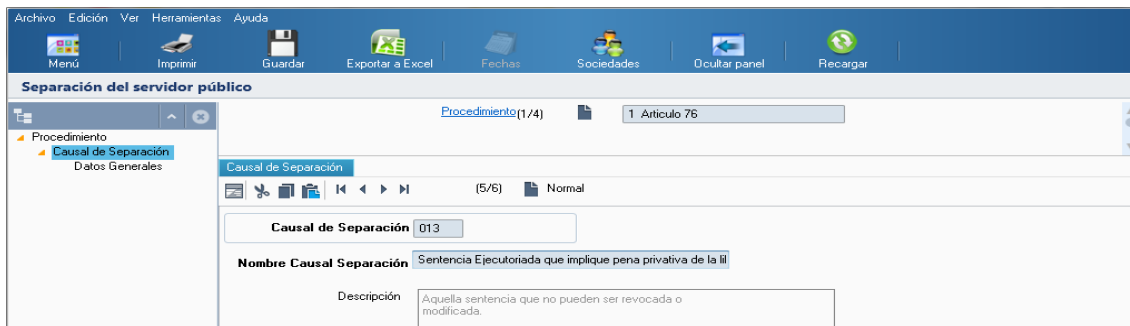 Archivo Edición Ver Herramientas Ayuda
Menú Imprimir Guardar Exportar a Excel Fechas Sociedades Ocultar panel Recargar
Separación del servidor público
Procedimiento (1/4) 1 Articulo 76
Procedimiento
Causal de Separación
Datos Generales
Causal de Separación
(5/6) Normal
Causal de Separación 013
Nombre Causal Separación Sentencia Ejecutoriada que implique pena privativa de la
Descripción Aquella sentencia que no pueden ser revocada o
modificada.